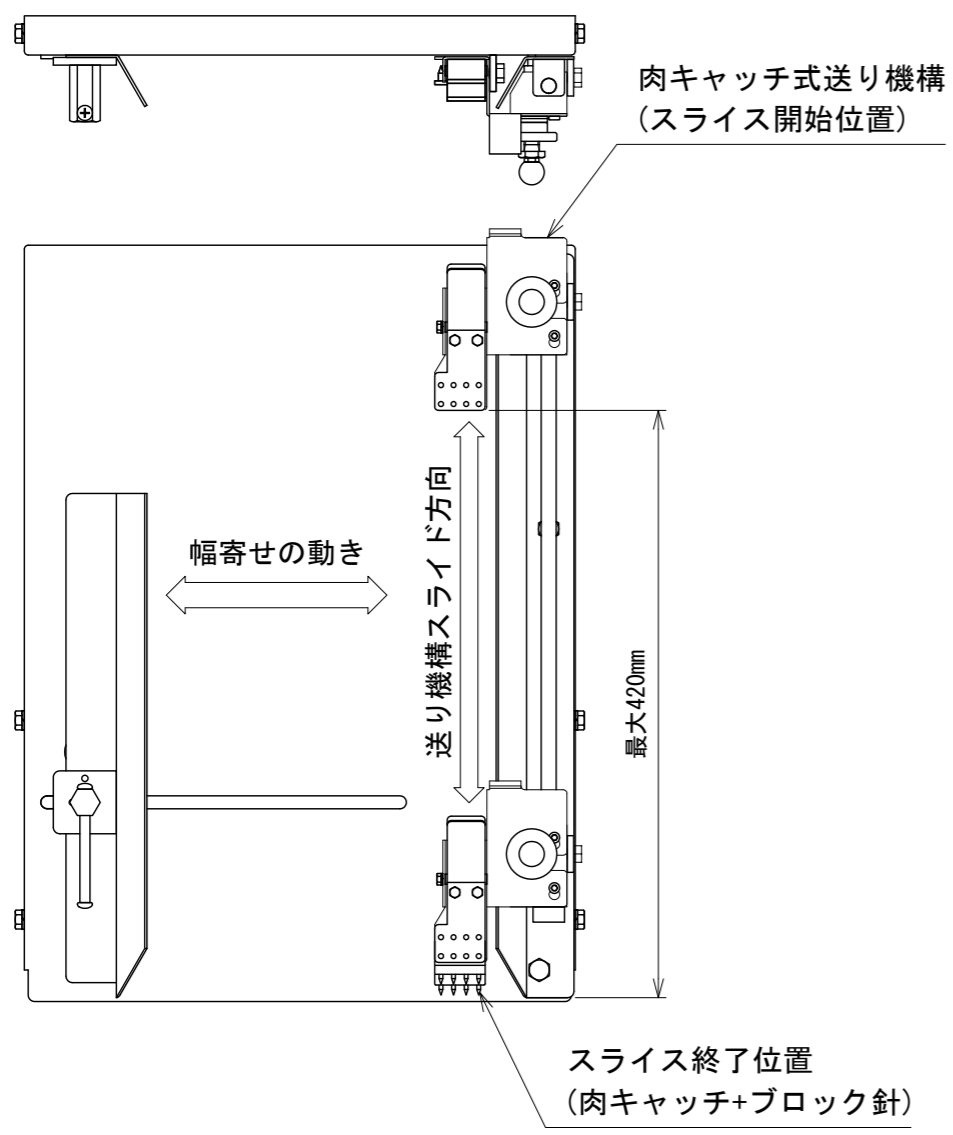 肉キャッチ式送り機構
(スライス開始位置)
幅寄せの動き
送り機構スライド方向
最大420mm
スライス終了位置
(肉キャッチ+ブロック針)